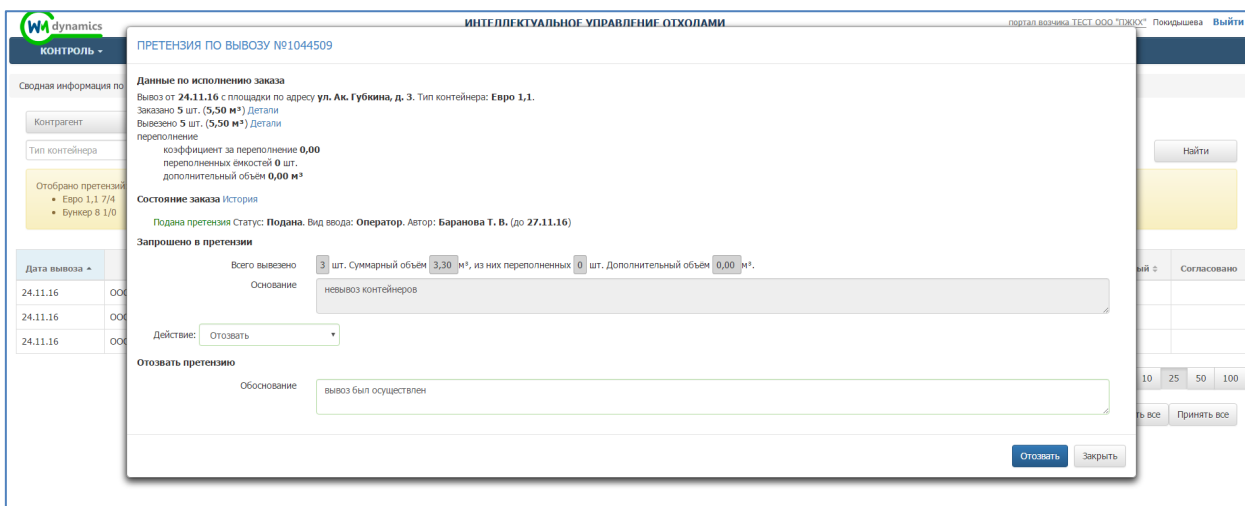 WM dynamics
ИНТЕЛЛЕКТУАЛЬНОЕ УПРАВЛЕНИЕ ОТХОДАМИ
портал возчика ТЕСТ ООО "ПЖКХ" Покидышева Выйти
КОНТРОЛЬ
ПРЕТЕНЗИЯ ПО ВЫВОЗУ №1044509
Сводная информация по
Данные по исполнению заказа
Вывоз от 24.11.16 с площадки по адресу ул. Ак. Губкина, д. 3. Тип контейнера: Евро 1,1.
Заказано 5 шт. (5,50 м³) Детали
Вывезено 5 шт. (5,50 м³) Детали
переполнение
коэффициент за переполнение 0,00
переполненных ёмкостей 0 шт.
дополнительный объём 0,00 м³
Контрагент
Тип контейнера
Найти
Отобрано претензий
• Евро 1,1 7/4
• Бункер 8 1/0
Состояние заказа История
Подана претензия Статус: Подана. Вид ввода: Оператор. Автор: Баранова Т. В. (до 27.11.16)
Запрошено в претензии
Всего вывезено 3 шт. Суммарный объём 3,30 м³, из них переполненных 0 шт. Дополнительный объём 0,00 м³.
Основание невывоз контейнеров
Дата вывоза
ый Согласовано
24.11.16 ООО
24.11.16 ООО
24.11.16 ООО
Действие: Отозвать
Отозвать претензию
Обоснование вывоз был осуществлен
10 25 50 100
ть все Принять все
Отозвать Закрыть